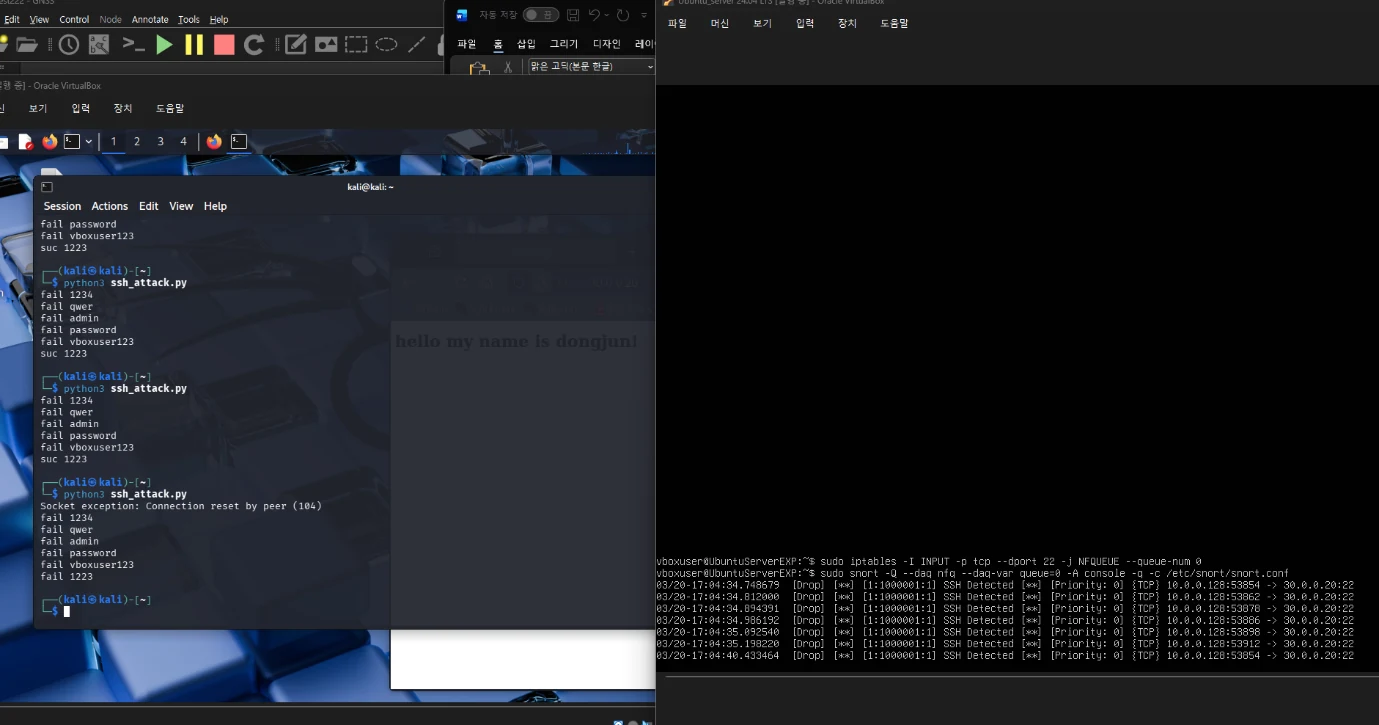 Edit View Control Node Annotate Tools Help
자동 저장 끔
파일 홈 삽입 그리기 디자인
맑은 고딕(본문 한글)
- Oracle VirtualBox
보기 입력 장치 도움말
1 2 3 4
kali@kali: ~
Session Actions Edit View Help
fail password
fail vboxuser123
suc 1223
┌──(kali㉿kali)-[~]
└─$ python3 ssh_attack.py
fail 1234
fail qwer
fail admin
fail password
fail vboxuser123
suc 1223
┌──(kali㉿kali)-[~]
└─$ python3 ssh_attack.py
fail 1234
fail qwer
fail admin
fail password
fail vboxuser123
suc 1223
┌──(kali㉿kali)-[~]
└─$ python3 ssh_attack.py
Socket exception: Connection reset by peer (104)
fail 1234
fail qwer
fail admin
fail password
fail vboxuser123
fail 1223
┌──(kali㉿kali)-[~]
└─$
hello my name is dongjun!
파일 머신 보기 입력 장치 도움말
vboxuser@UbuntuServerEXP:~$ sudo iptables -I INPUT -p tcp --dport 22 -j NFQUEUE --queue-num 0
vboxuser@UbuntuServerEXP:~$ sudo snort -Q --daq nfq --daq-var queue=0 -A console -q -c /etc/snort/snort.conf
03/20-17:04:34.748679 [Drop] [**] [1:1000001:1] SSH Detected [**] [Priority: 0] {TCP} 10.0.0.128:53854 -> 30.0.0.20:22
03/20-17:04:34.812000 [Drop] [**] [1:1000001:1] SSH Detected [**] [Priority: 0] {TCP} 10.0.0.128:53862 -> 30.0.0.20:22
03/20-17:04:34.894391 [Drop] [**] [1:1000001:1] SSH Detected [**] [Priority: 0] {TCP} 10.0.0.128:53878 -> 30.0.0.20:22
03/20-17:04:34.986192 [Drop] [**] [1:1000001:1] SSH Detected [**] [Priority: 0] {TCP} 10.0.0.128:53886 -> 30.0.0.20:22
03/20-17:04:35.092540 [Drop] [**] [1:1000001:1] SSH Detected [**] [Priority: 0] {TCP} 10.0.0.128:53898 -> 30.0.0.20:22
03/20-17:04:35.198220 [Drop] [**] [1:1000001:1] SSH Detected [**] [Priority: 0] {TCP} 10.0.0.128:53912 -> 30.0.0.20:22
03/20-17:04:40.433464 [Drop] [**] [1:1000001:1] SSH Detected [**] [Priority: 0] {TCP} 10.0.0.128:53854 -> 30.0.0.20:22